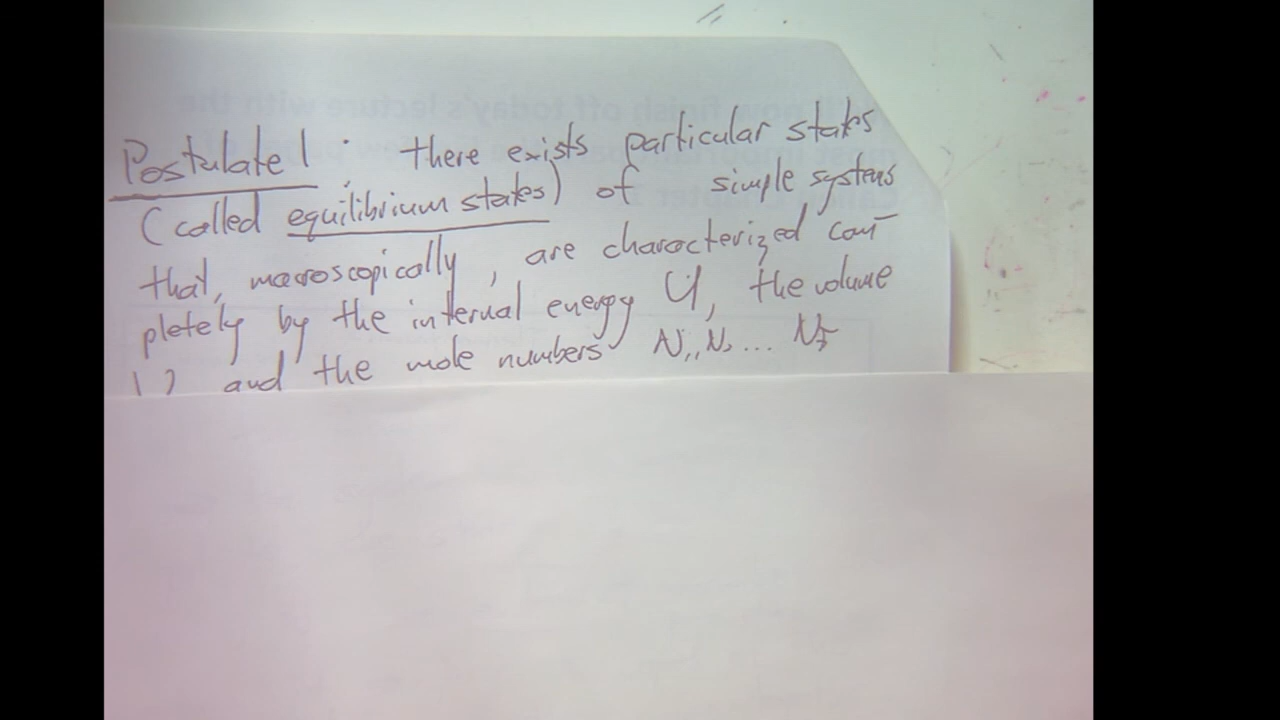 Postulate 1 : there exists particular states
(called equilibrium states) of simple systems
that, macroscopically, are characterized com-
pletely by the internal energy U, the volume
and the mole numbers N₁, N₂ ... Nᵣ